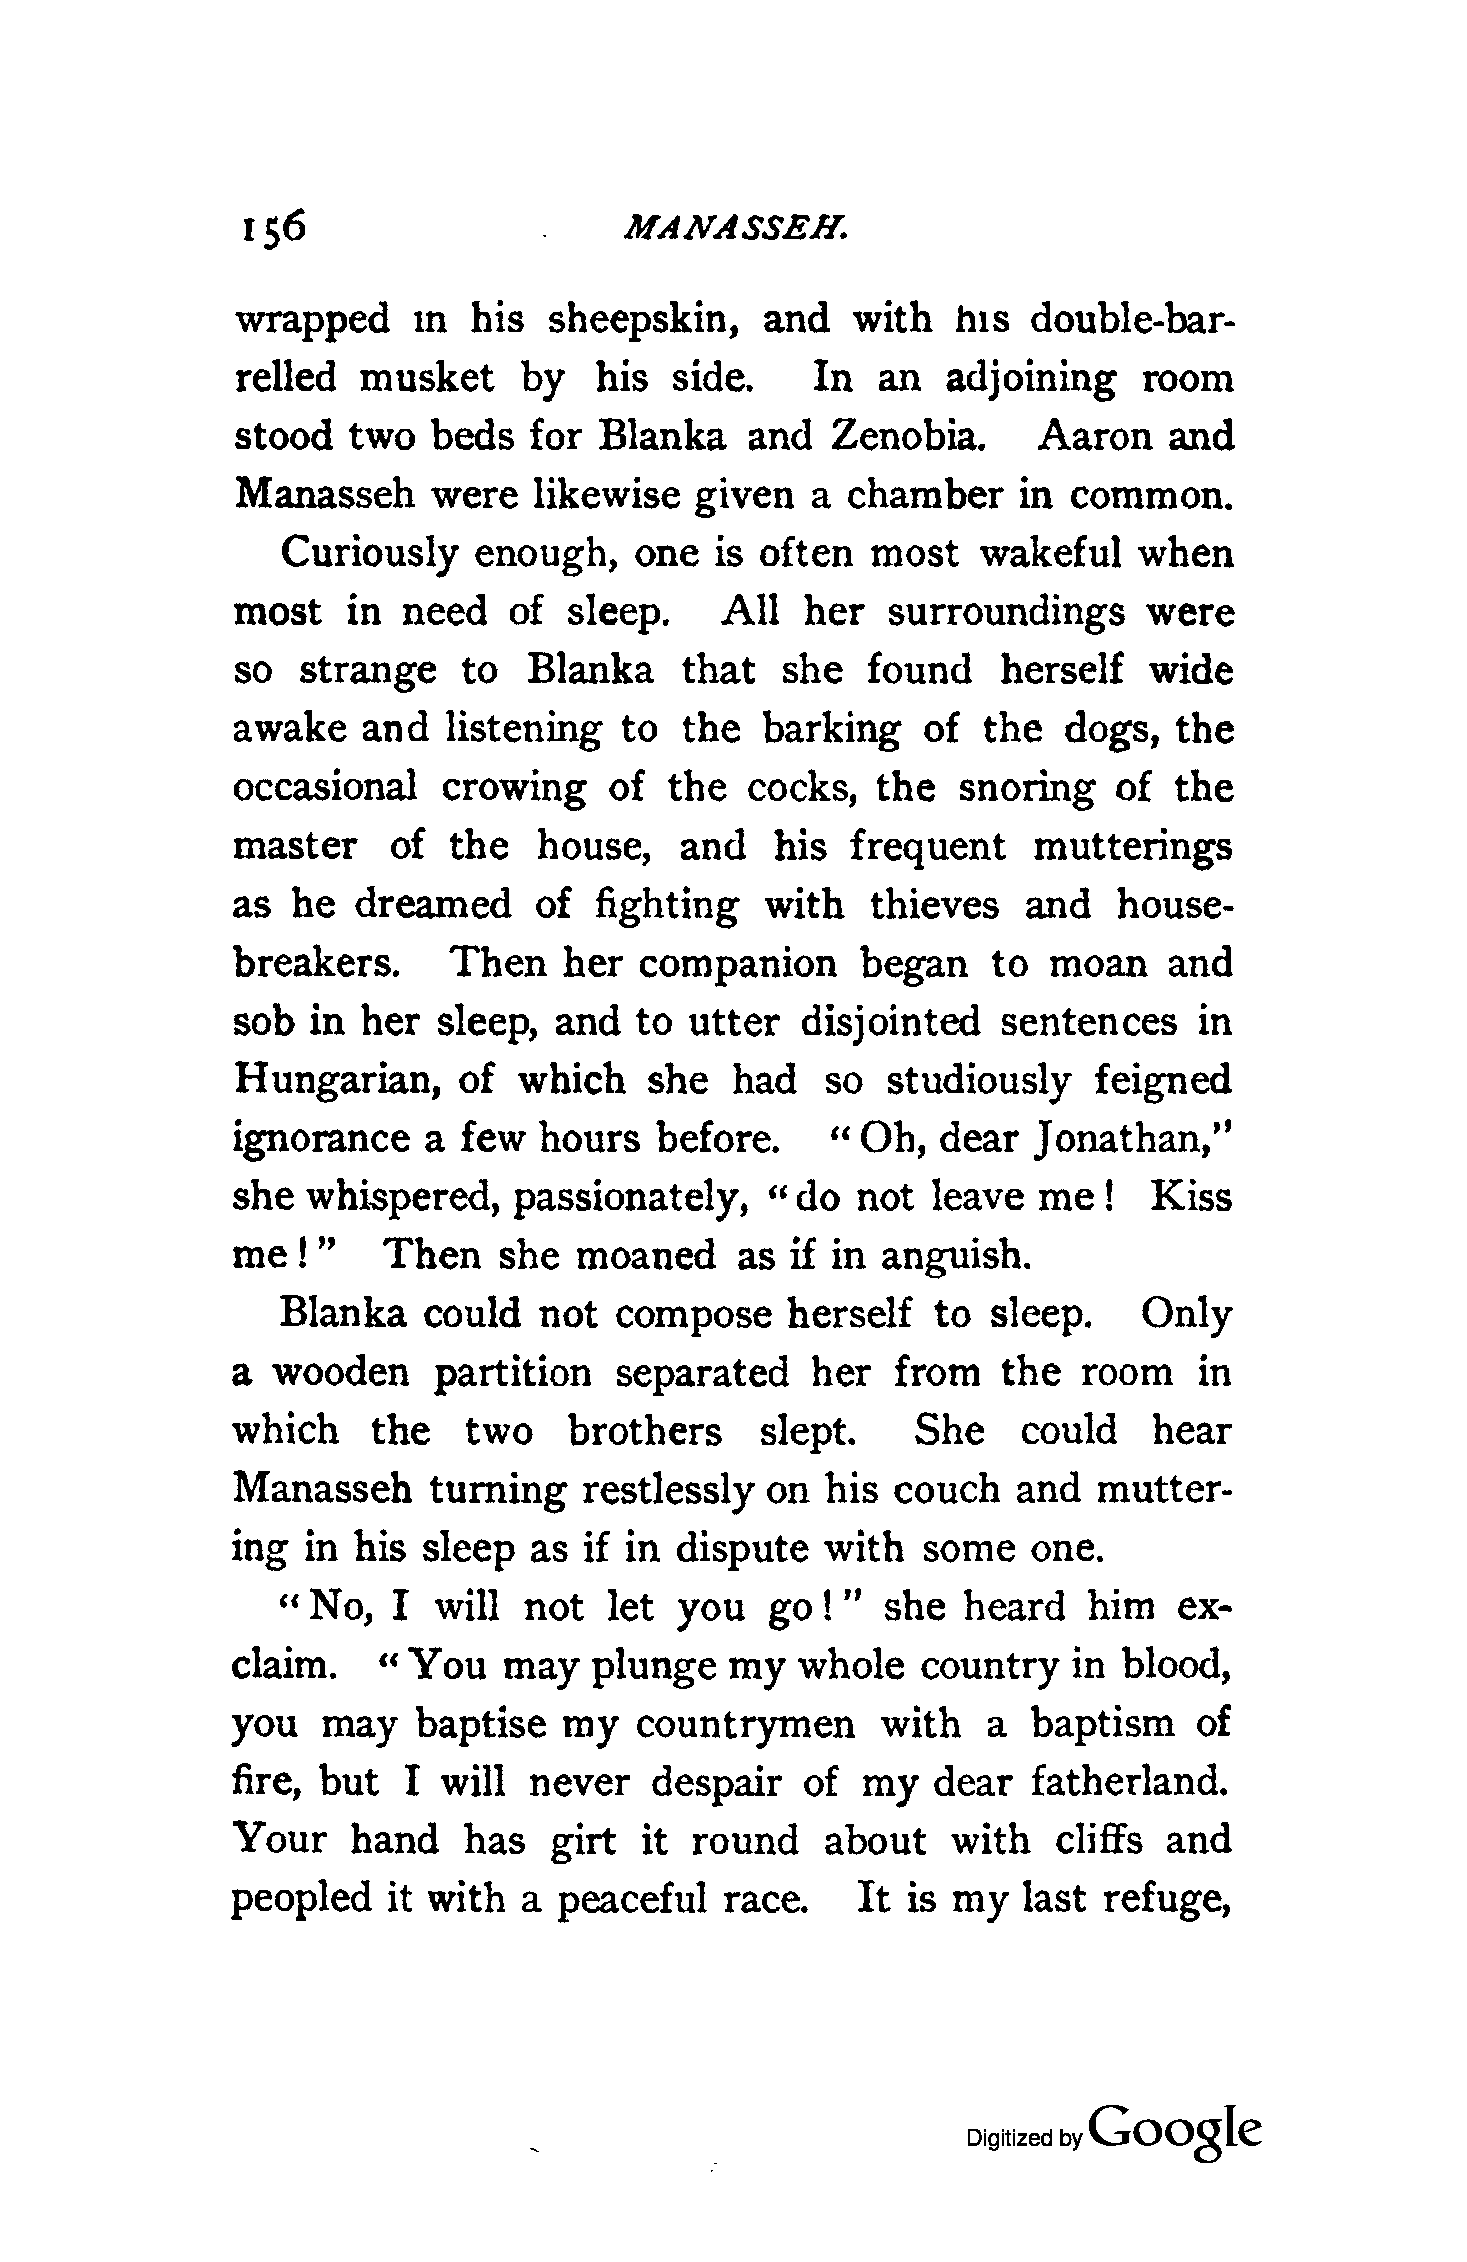 156 MANASSEH.
wrapped in his sheepskin, and with his double-bar-
relled musket by his side. In an adjoining room
stood two beds for Blanka and Zenobia. Aaron and
Manasseh were likewise given a chamber in common.
Curiously enough, one is often most wakeful when
most in need of sleep. All her surroundings were
so strange to Blanka that she found herself wide
awake and listening to the barking of the dogs, the
occasional crowing of the cocks, the snoring of the
master of the house, and his frequent mutterings
as he dreamed of fighting with thieves and house-
breakers. Then her companion began to moan and
sob in her sleep, and to utter disjointed sentences in
Hungarian, of which she had so studiously feigned
ignorance a few hours before. “Oh, dear Jonathan,”
she whispered, passionately, “do not leave me! Kiss
me!” Then she moaned as if in anguish.
Blanka could not compose herself to sleep. Only
a wooden partition separated her from the room in
which the two brothers slept. She could hear
Manasseh turning restlessly on his couch and mutter-
ing in his sleep as if in dispute with some one.
“No, I will not let you go!” she heard him ex-
claim. “You may plunge my whole country in blood,
you may baptise my countrymen with a baptism of
fire, but I will never despair of my dear fatherland.
Your hand has girt it round about with cliffs and
peopled it with a peaceful race. It is my last refuge,
Digitized by Google